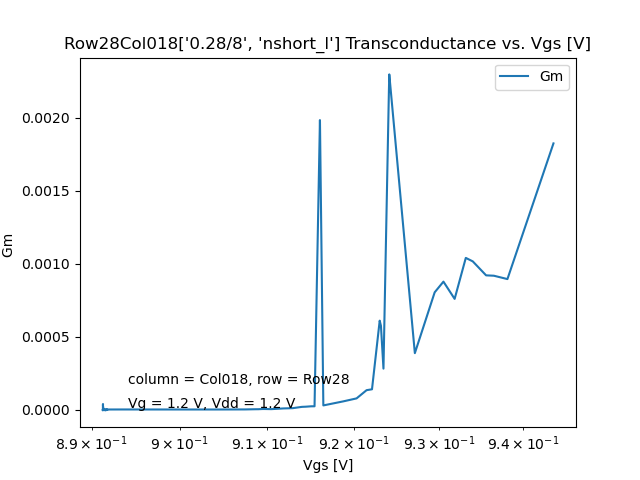 Row28Col018['0.28/8', 'nshort_l'] Transconductance vs. Vgs [V]
Gm
0.0020
0.0015
0.0010
0.0005
0.0000
Gm
column = Col018, row = Row28
Vg = 1.2 V, Vdd = 1.2 V
8.9 × 10⁻¹ 9 × 10⁻¹ 9.1 × 10⁻¹ 9.2 × 10⁻¹ 9.3 × 10⁻¹ 9.4 × 10⁻¹
Vgs [V]